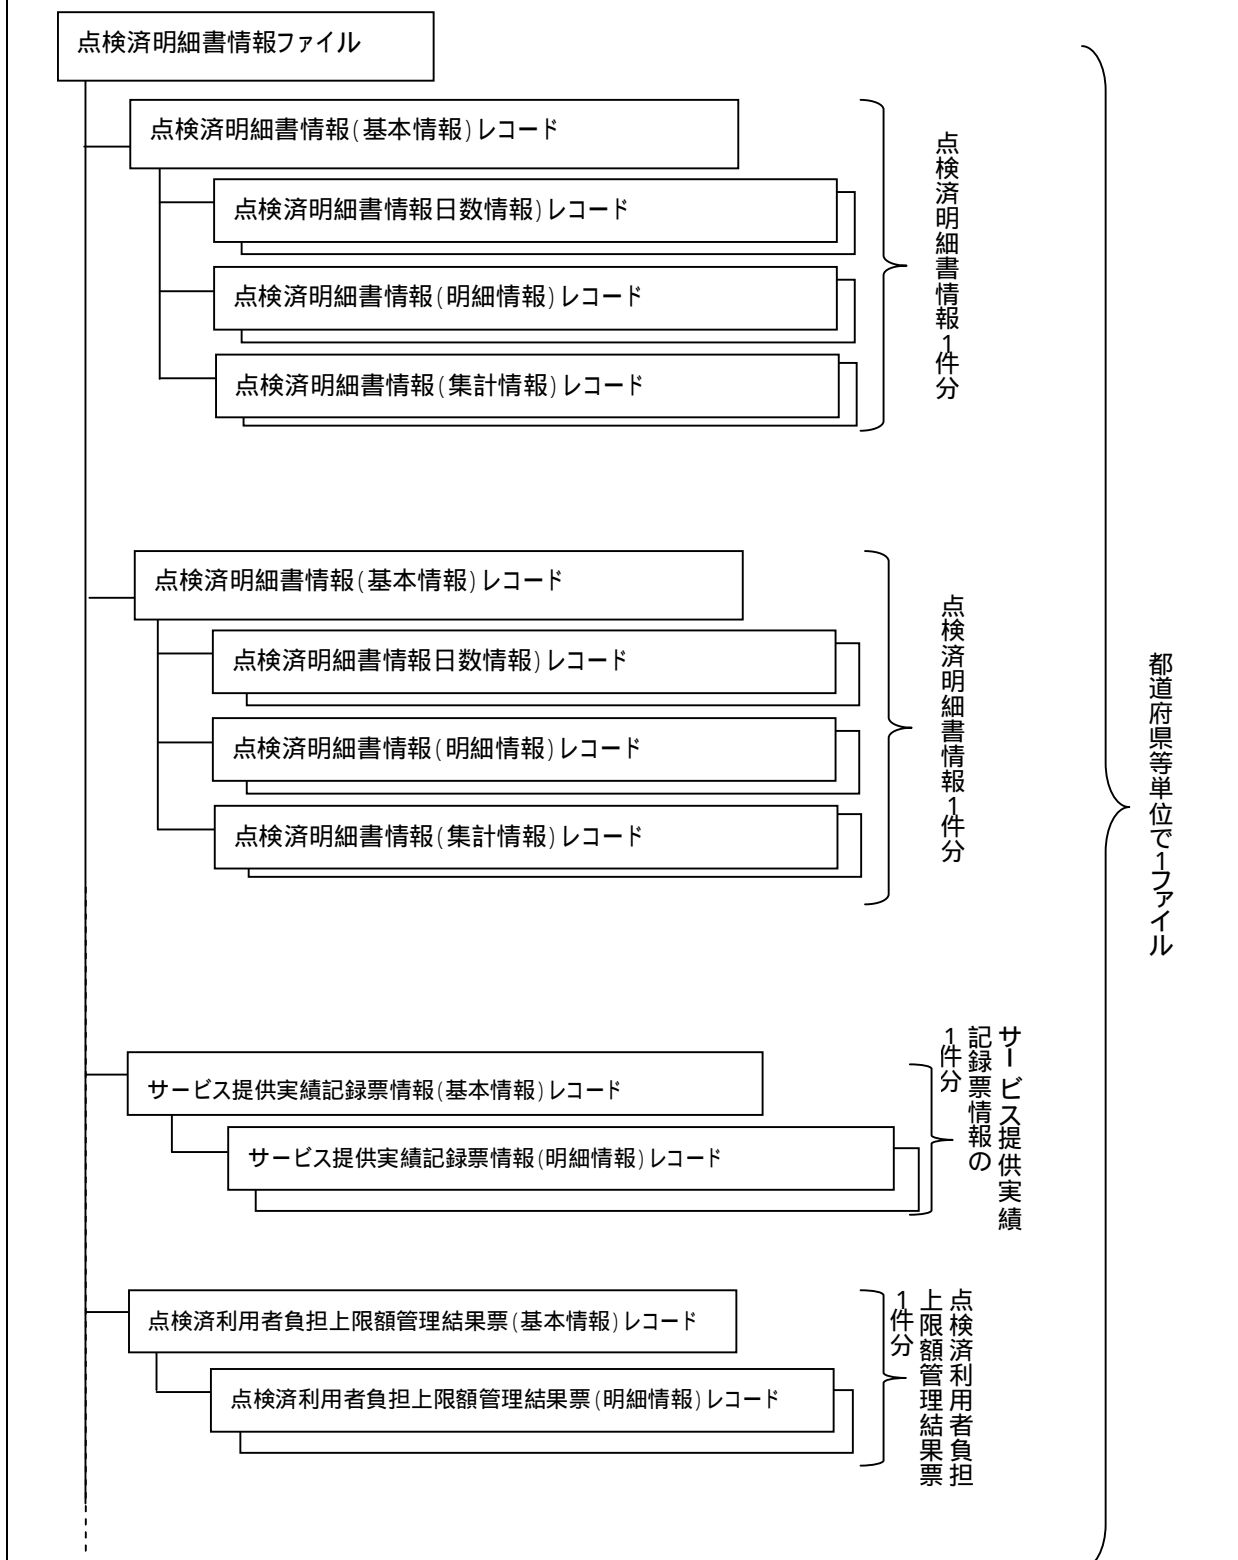 点検済明細書情報ファイル
点検済明細書情報(基本情報)レコード
点検済明細書情報日数情報)レコード
点検済明細書情報(明細情報)レコード
点検済明細書情報(集計情報)レコード
点検済明細書情報1件分
点検済明細書情報(基本情報)レコード
点検済明細書情報日数情報)レコード
点検済明細書情報(明細情報)レコード
点検済明細書情報(集計情報)レコード
点検済明細書情報1件分
都道府県等単位で1ファイル
サービス提供実績記録票情報(基本情報)レコード
サービス提供実績記録票情報(明細情報)レコード
サービス提供実績
記録票情報の
1件分
点検済利用者負担上限額管理結果票(基本情報)レコード
点検済利用者負担上限額管理結果票(明細情報)レコード
点検済利用者負担
上限額管理結果票
1件分